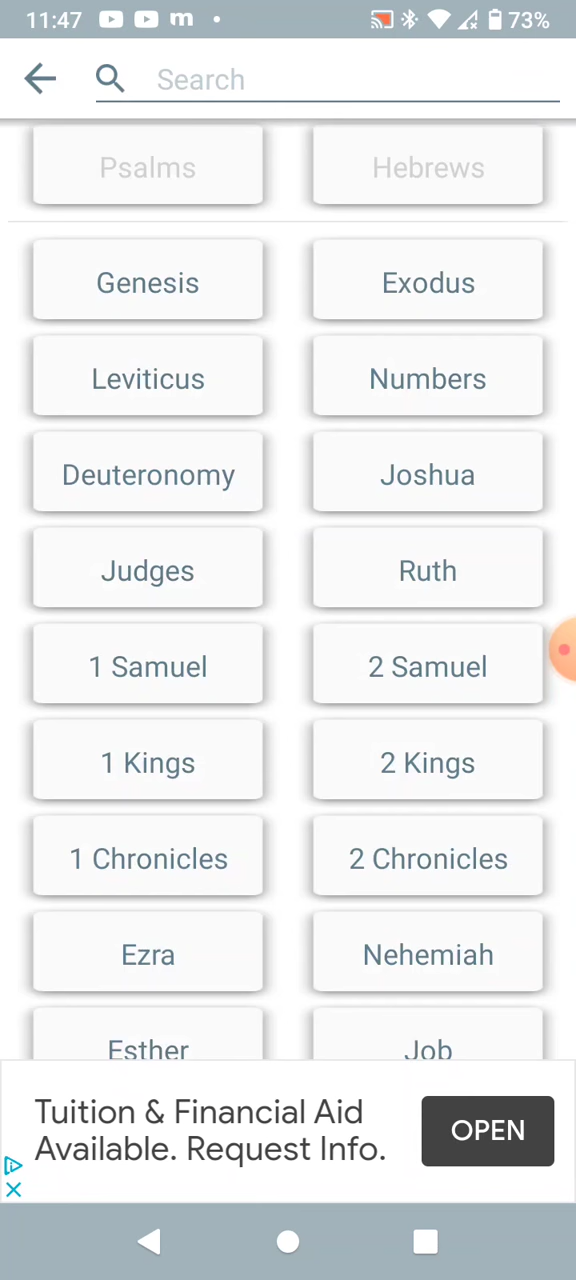 11:47 m 73%
Search
Psalms Hebrews
Genesis Exodus
Leviticus Numbers
Deuteronomy Joshua
Judges Ruth
1 Samuel 2 Samuel
1 Kings 2 Kings
1 Chronicles 2 Chronicles
Ezra Nehemiah
Esther Job
Tuition & Financial Aid
Available. Request Info.
OPEN